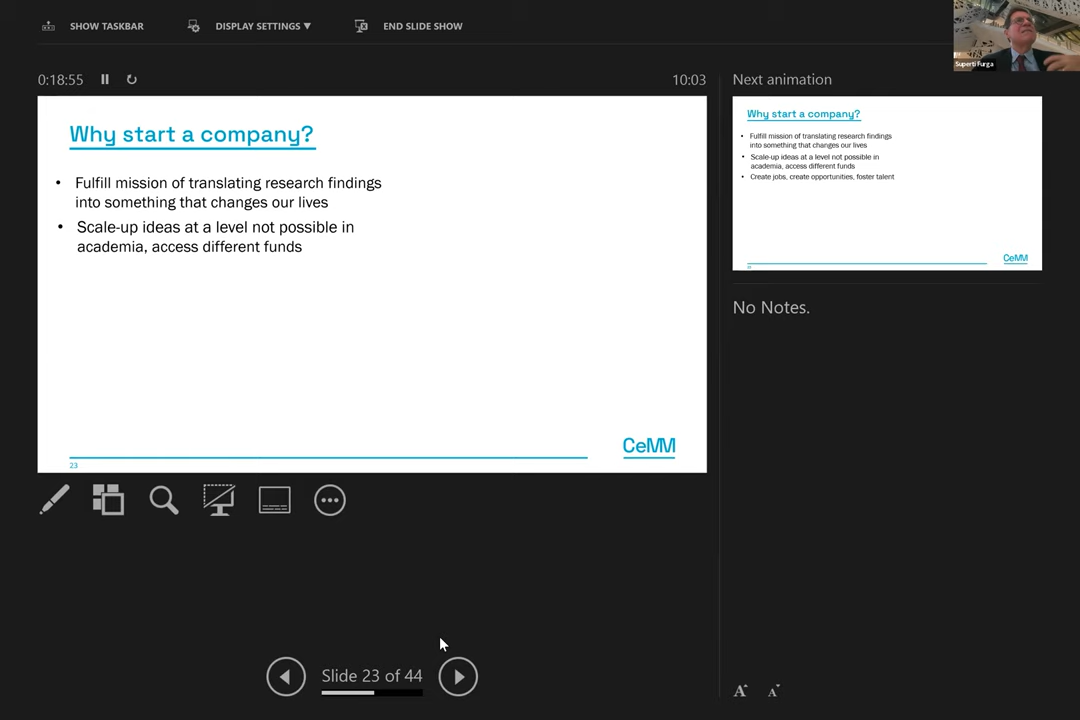 SHOW TASKBAR
DISPLAY SETTINGS ▼
END SLIDE SHOW
Superti Furga
0:18:55
10:03
Next animation
Why start a company?
• Fulfill mission of translating research findings
into something that changes our lives
• Scale-up ideas at a level not possible in
academia, access different funds
CeMM
23
Why start a company?
• Fulfill mission of translating research findings
into something that changes our lives
• Scale-up ideas at a level not possible in
academia, access different funds
• Create jobs, create opportunities, foster talent
CeMM
No Notes.
Slide 23 of 44
A
A